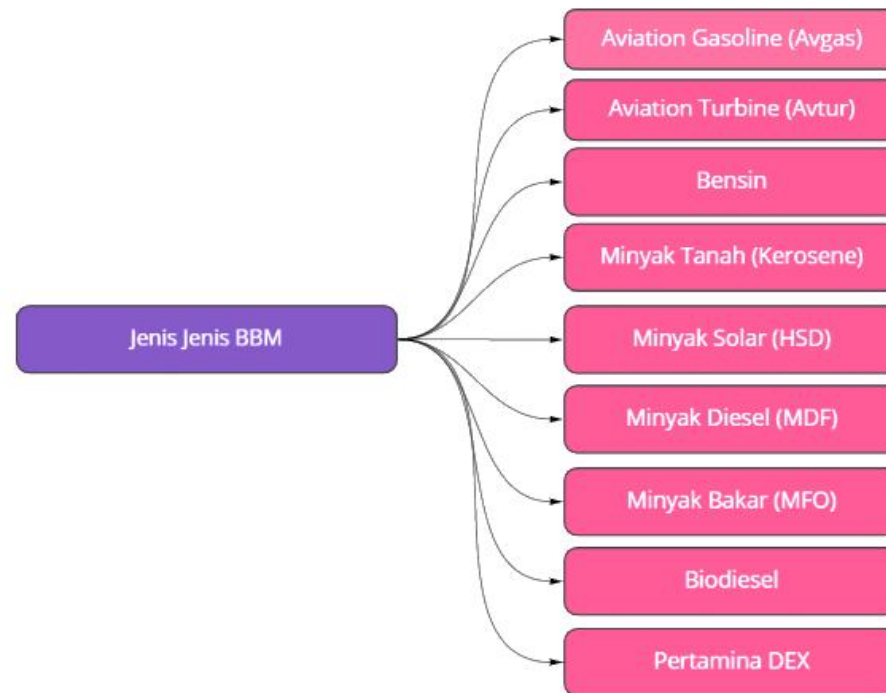 Jenis Jenis BBM
Aviation Gasoline (Avgas)
Aviation Turbine (Avtur)
Bensin
Minyak Tanah (Kerosene)
Minyak Solar (HSD)
Minyak Diesel (MDF)
Minyak Bakar (MFO)
Biodiesel
Pertamina DEX